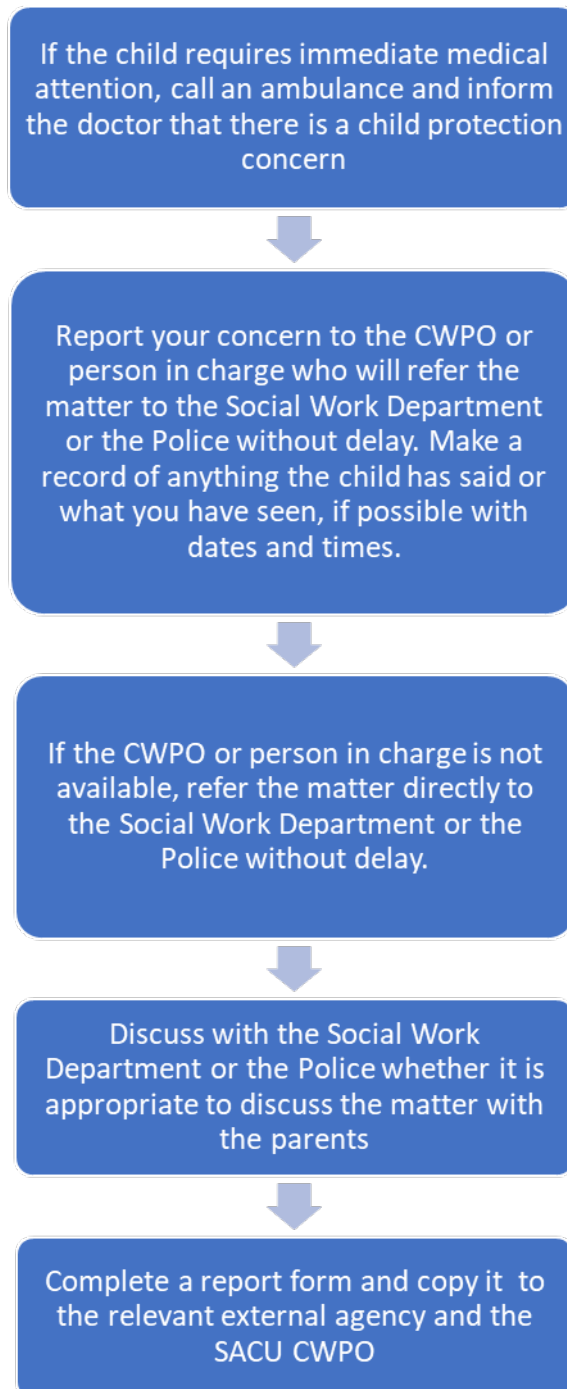 If the child requires immediate medical
attention, call an ambulance and inform
the doctor that there is a child protection
concern
Report your concern to the CWPO or
person in charge who will refer the
matter to the Social Work Department
or the Police without delay. Make a
record of anything the child has said or
what you have seen, if possible with
dates and times.
If the CWPO or person in charge is not
available, refer the matter directly to
the Social Work Department or the
Police without delay.
Discuss with the Social Work
Department or the Police whether it is
appropriate to discuss the matter with
the parents
Complete a report form and copy it to
the relevant external agency and the
SACU CWPO